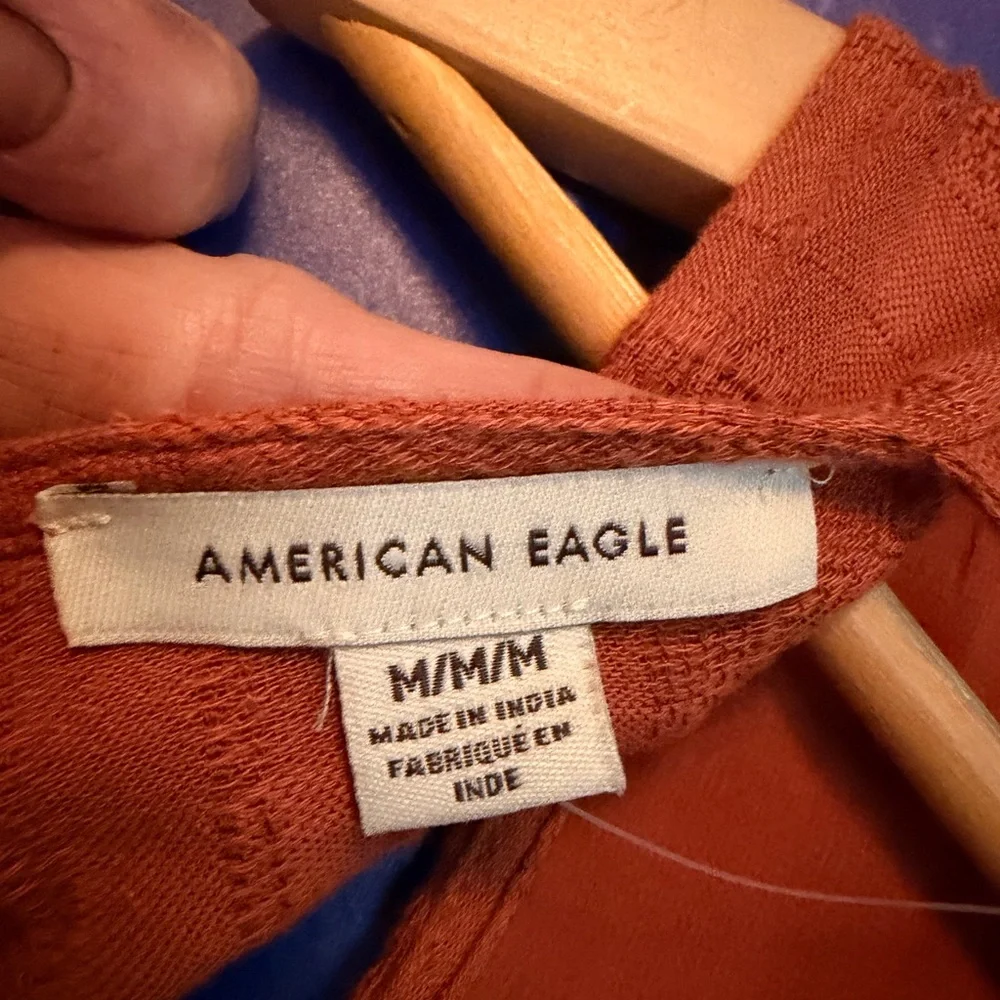 AMERICAN EAGLE
M/M/M
MADE IN INDIA
FABRIQUÉ EN
INDE